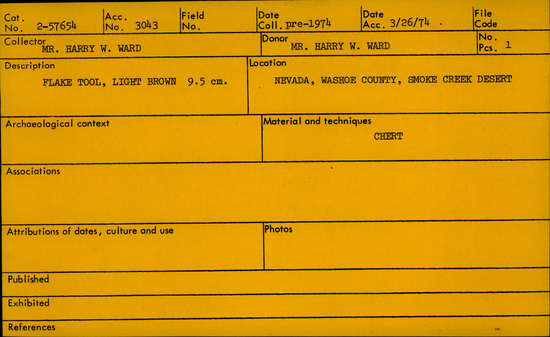 Cat. No. 2-57654 Acc. No. 3043 Field No. Date Coll. pre-1974 Date Acc. 3/26/74 File Code
Collector MR. HARRY W. WARD Donor MR. HARRY W. WARD No. Pcs. 1
Description Location
FLAKE TOOL, LIGHT BROWN 9.5 cm. NEVADA, WASHOE COUNTY, SMOKE CREEK DESERT
Archaeological context Material and techniques
CHERT
Associations
Attributions of dates, culture and use Photos
Published
Exhibited
References